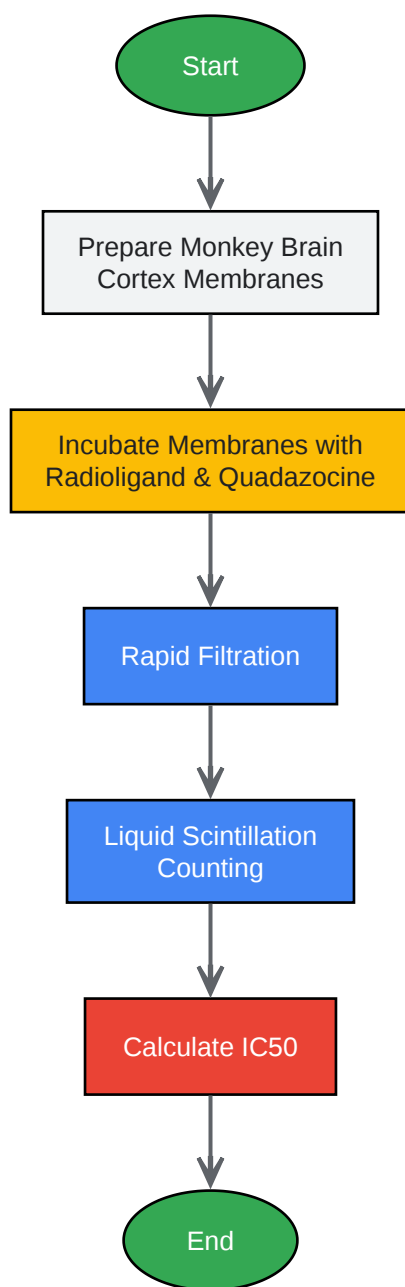 Start
Prepare Monkey Brain
Cortex Membranes
Incubate Membranes with
Radioligand & Quadazocine
Rapid Filtration
Liquid Scintillation
Counting
Calculate IC50
End